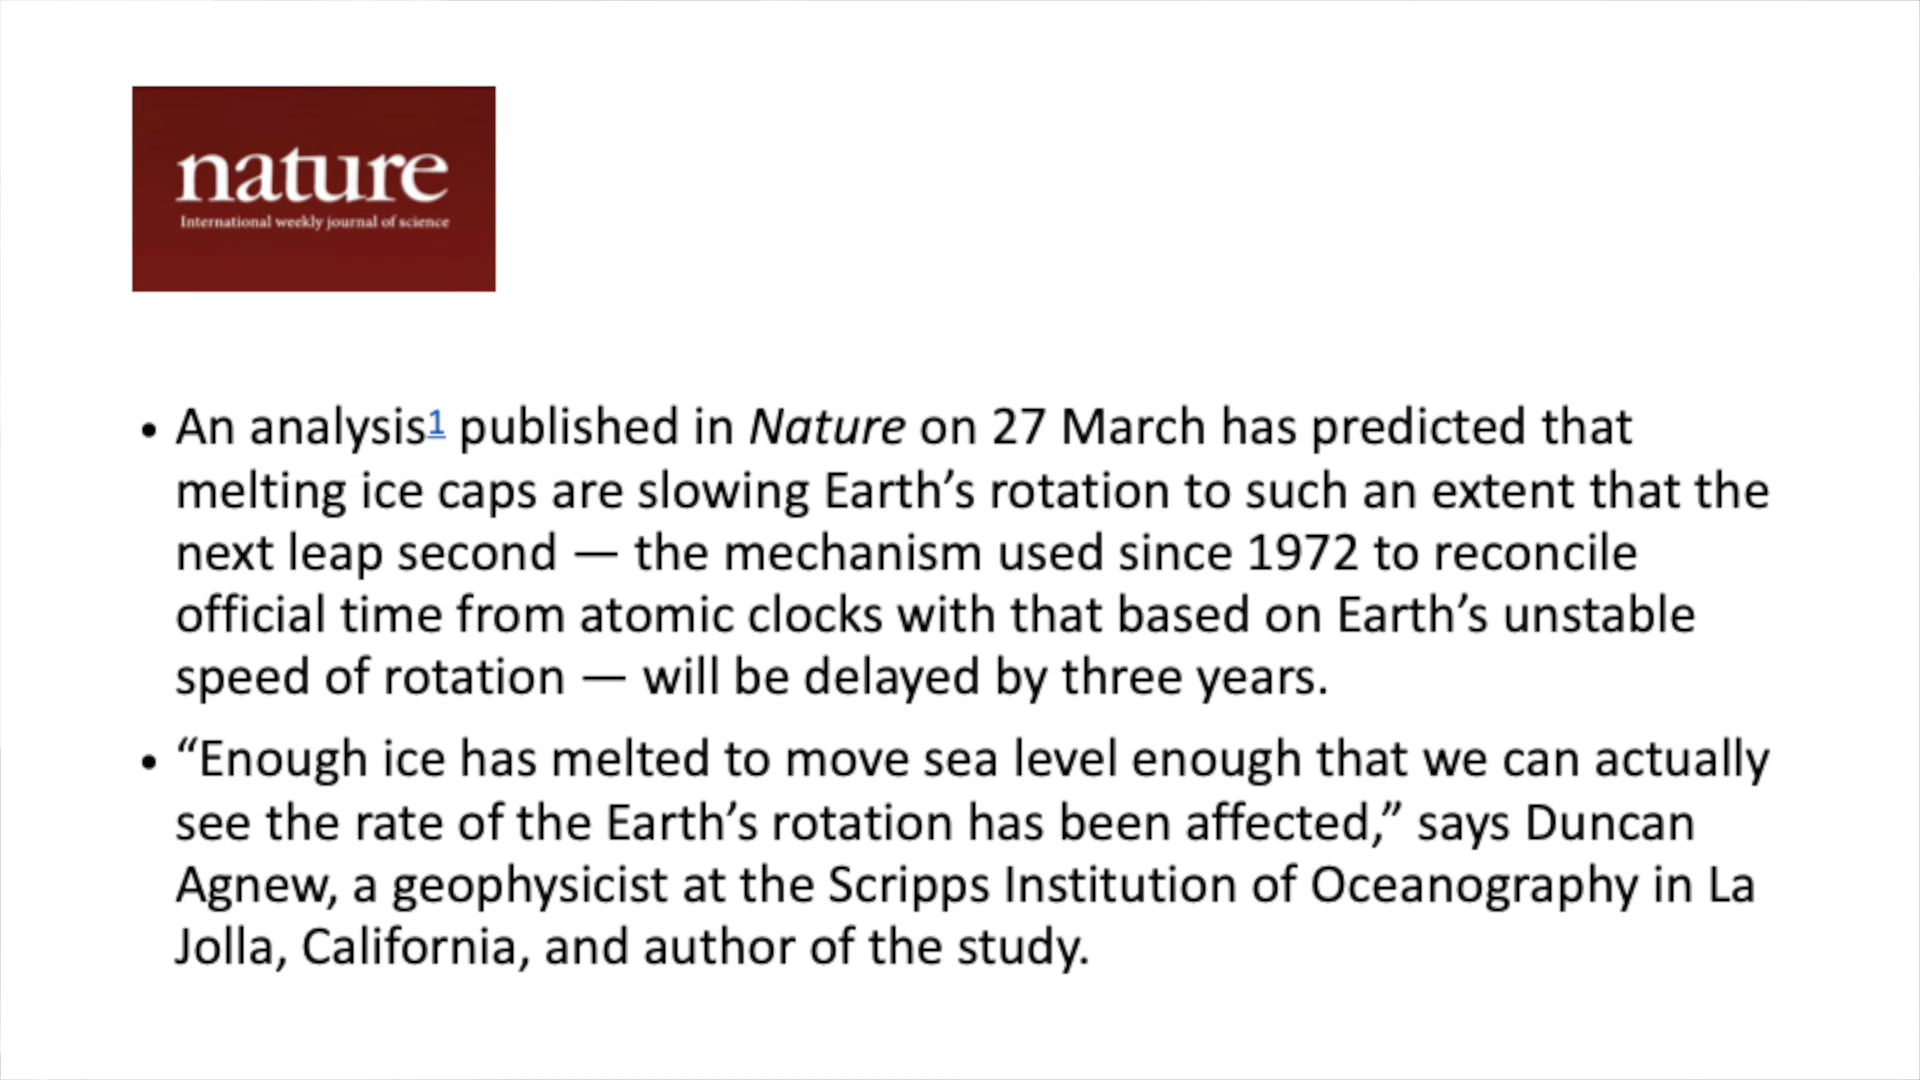 nature
International weekly journal of science
• An analysis1 published in Nature on 27 March has predicted that
melting ice caps are slowing Earth’s rotation to such an extent that the
next leap second — the mechanism used since 1972 to reconcile
official time from atomic clocks with that based on Earth’s unstable
speed of rotation — will be delayed by three years.
• “Enough ice has melted to move sea level enough that we can actually
see the rate of the Earth’s rotation has been affected,” says Duncan
Agnew, a geophysicist at the Scripps Institution of Oceanography in La
Jolla, California, and author of the study.